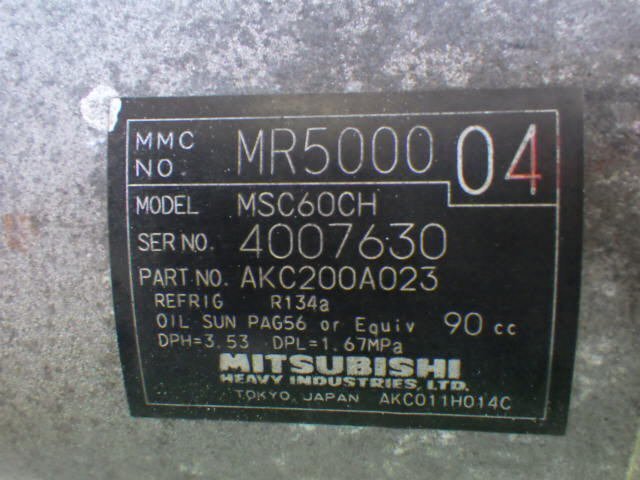 MMC NO. MR5000 04
MODEL MSC60CH
SER NO. 4007630
PART NO. AKC200A023
REFRIG R134a
OIL SUN PAG56 or Equiv 90 cc
DPH=3.53 DPL=1.67MPa
MITSUBISHI
HEAVY INDUSTRIES, LTD.
TOKYO, JAPAN AKC011H014C